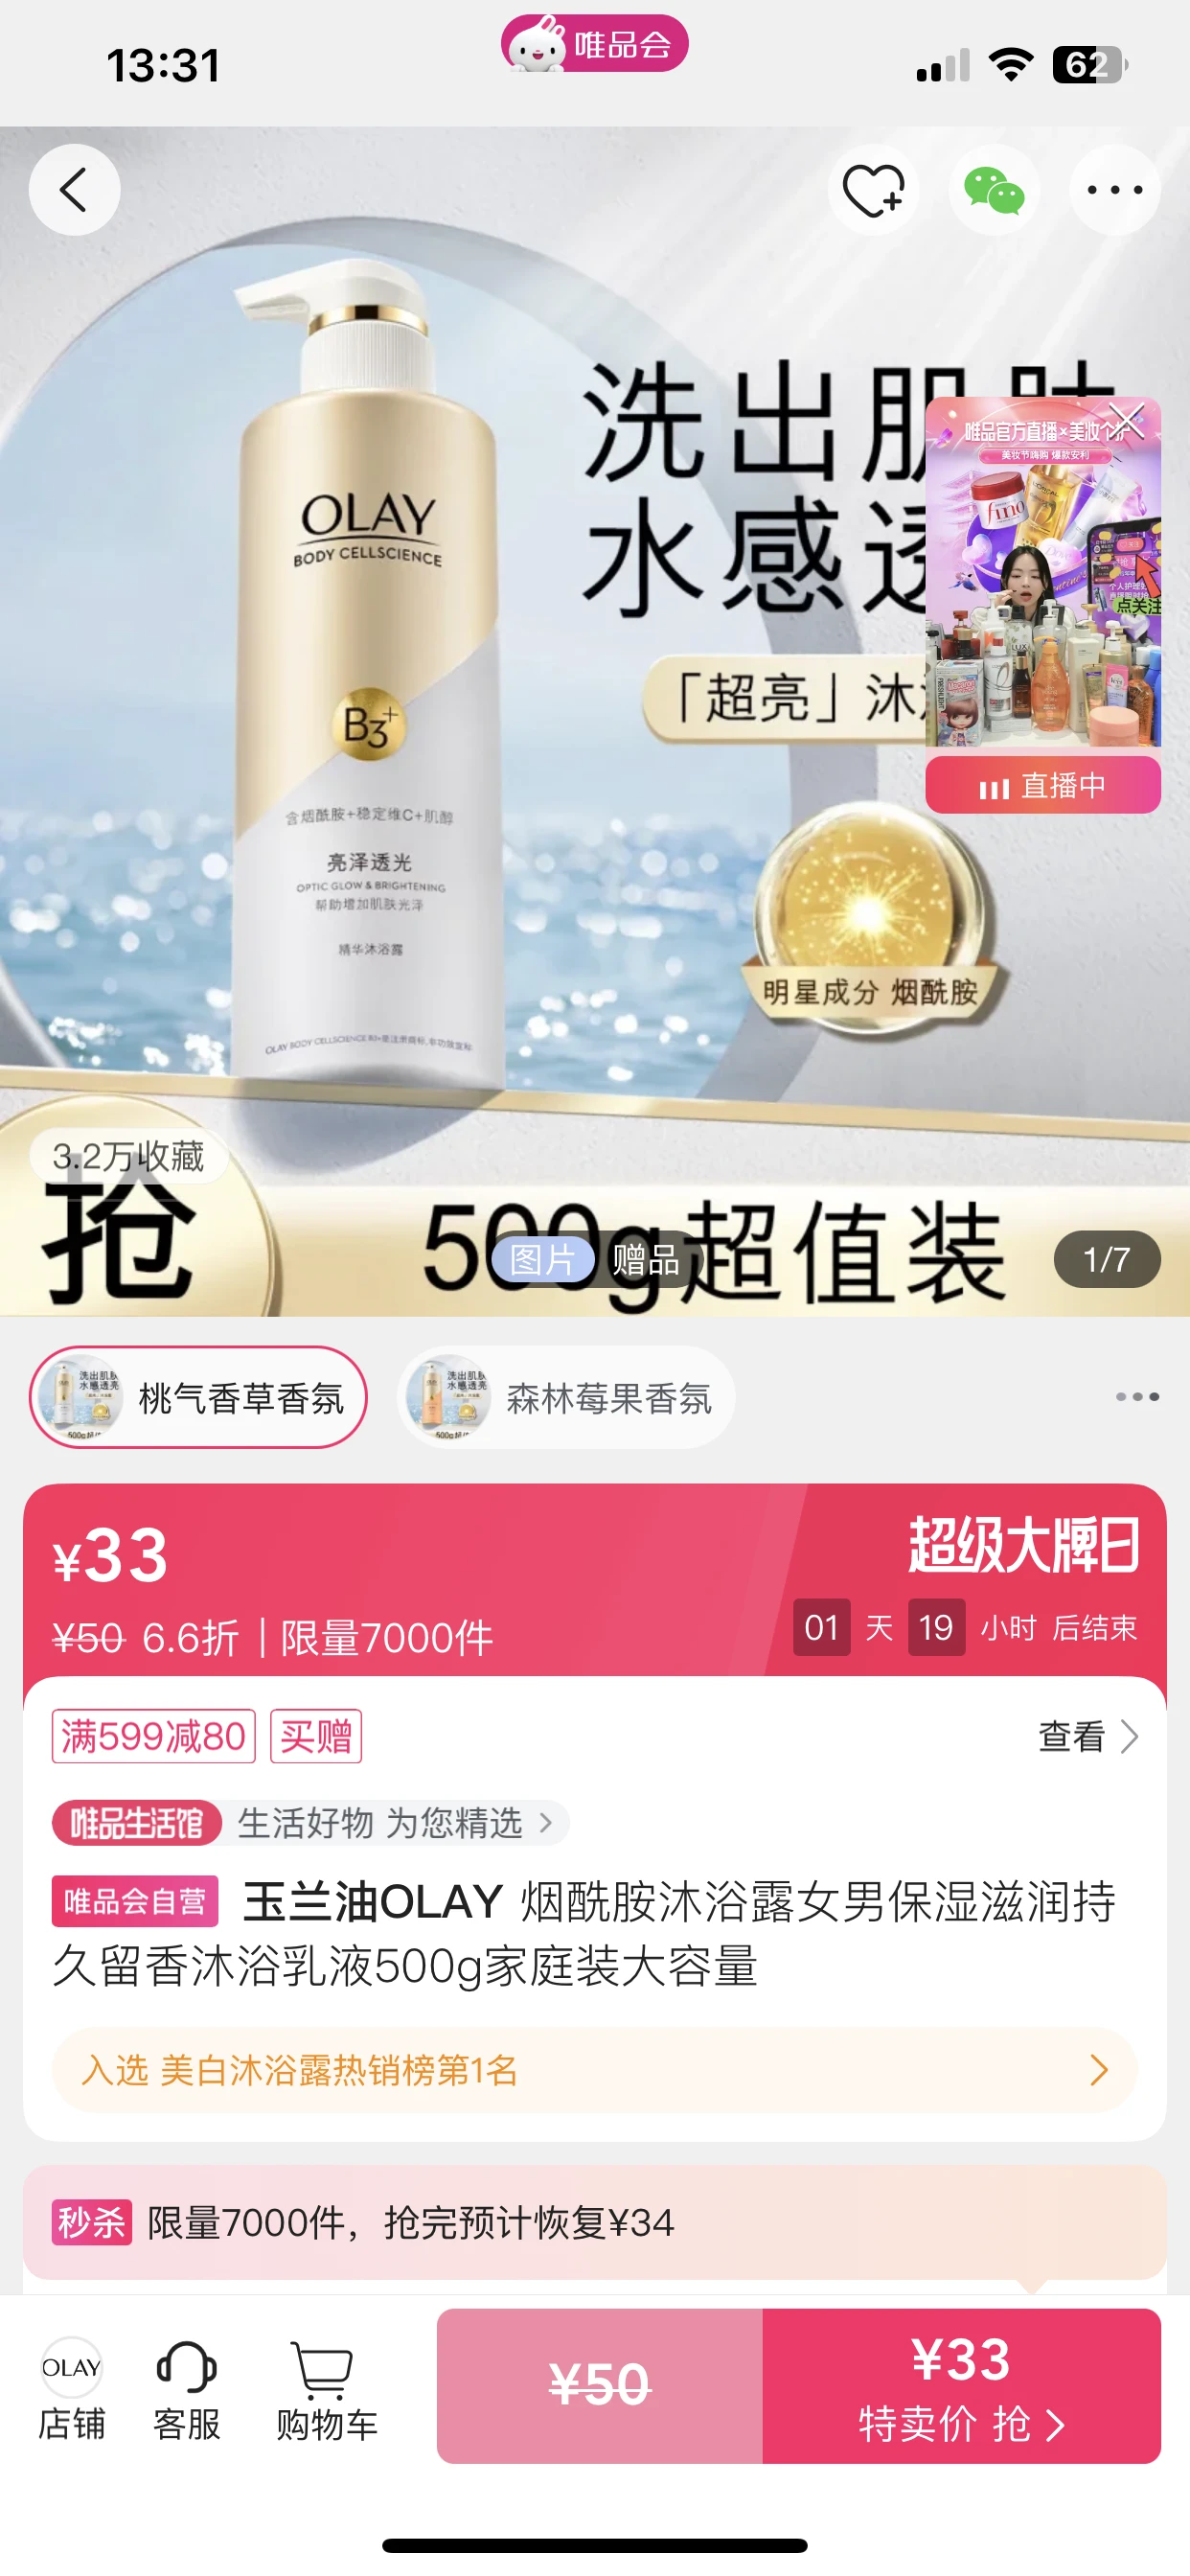 13:31
唯品会
62
洗出肌肤
水感透
「超亮」沐
唯品官方直播×美妆个护
美妆节嗨购 爆款安利
fino
点关注
直播中
OLAY
BODY CELLSCIENCE
B3+
含烟酰胺+稳定维C+肌醇
亮泽透光
OPTIC GLOW & BRIGHTENING
帮助增加肌肤光泽
精华沐浴露
明星成分 烟酰胺
3.2万收藏
抢
500g超值装
图片 赠品
1/7
桃气香草香氛
森林莓果香氛
¥33
超级大牌日
¥50 6.6折 | 限量7000件
01 天 19 小时 后结束
满599减80 买赠
查看
唯品生活馆 生活好物 为您精选
唯品会自营 玉兰油OLAY 烟酰胺沐浴露女男保湿滋润持
久留香沐浴乳液500g家庭装大容量
入选 美白沐浴露热销榜第1名
秒杀 限量7000件，抢完预计恢复¥34
OLAY
店铺
客服
购物车
¥50
¥33
特卖价 抢